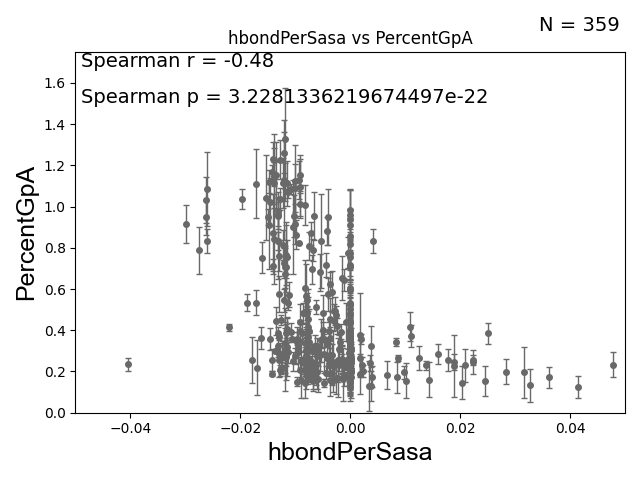 N = 359
hbondPerSasa vs PercentGpA
Spearman r = -0.48
Spearman p = 3.2281336219674497e-22
1.6
1.4
1.2
1.0
0.8
0.6
0.4
0.2
0.0
PercentGpA
−0.04 −0.02 0.00 0.02 0.04
hbondPerSasa